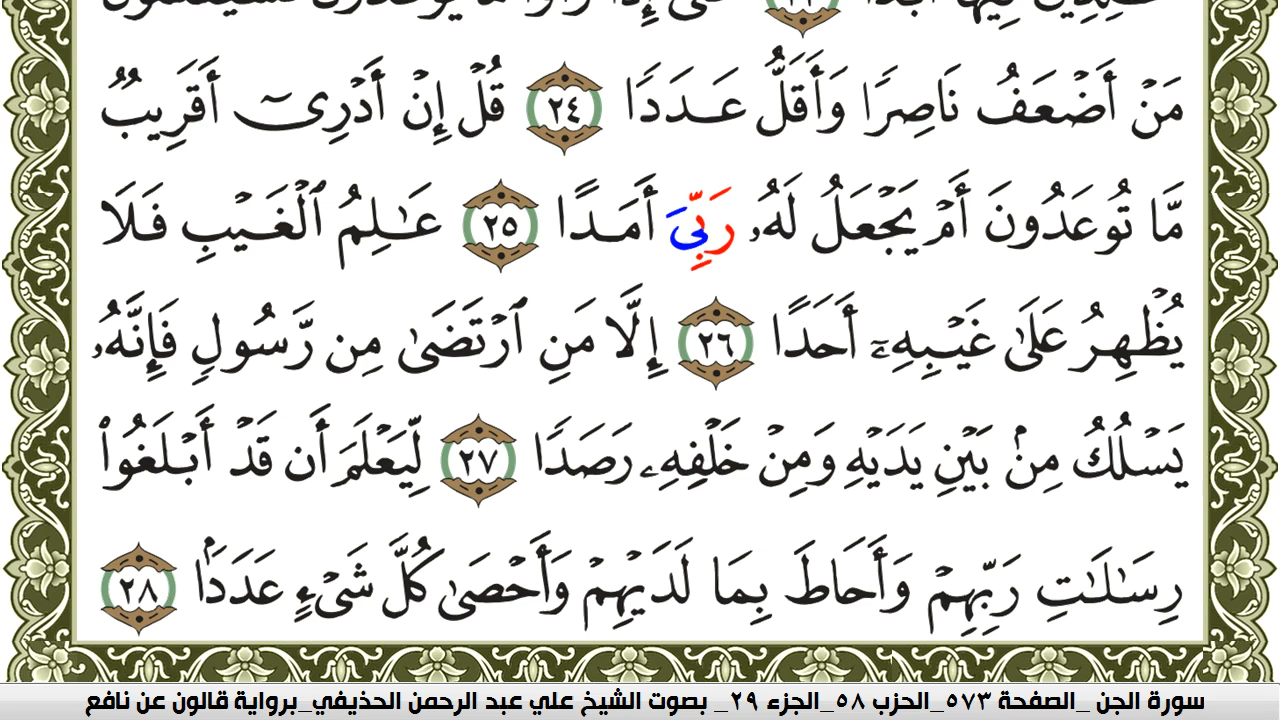 مَنۡ أَضۡعَفُ نَاصِرٗا وَأَقَلُّ عَدَدٗا ٢٤ قُلۡ إِنۡ أَدۡرِيٓ أَقَرِيبٞ
مَّا تُوعَدُونَ أَمۡ يَجۡعَلُ لَهُۥ رَبِّيَ أَمَدًا ٢٥ عَٰلِمُ ٱلۡغَيۡبِ فَلَا
يُظۡهِرُ عَلَىٰ غَيۡبِهِۦٓ أَحَدًا ٢٦ إِلَّا مَنِ ٱرۡتَضَىٰ مِن رَّسُولٖ فَإِنَّهُۥ
يَسۡلُكُ مِنۢ بَيۡنِ يَدَيۡهِ وَمِنۡ خَلۡفِهِۦ رَصَدٗا ٢٧ لِّيَعۡلَمَ أَن قَدۡ أَبۡلَغُواْ
رِسَٰلَٰتِ رَبِّهِمۡ وَأَحَاطَ بِمَا لَدَيۡهِمۡ وَأَحۡصَىٰ كُلَّ شَيۡءٍ عَدَدَۢا ٢٨
سورة الجن _الصفحة ٥٧٣_الحزب ٥٨_الجزء ٢٩_ بصوت الشيخ علي عبد الرحمن الحذيفي_برواية قالون عن نافع